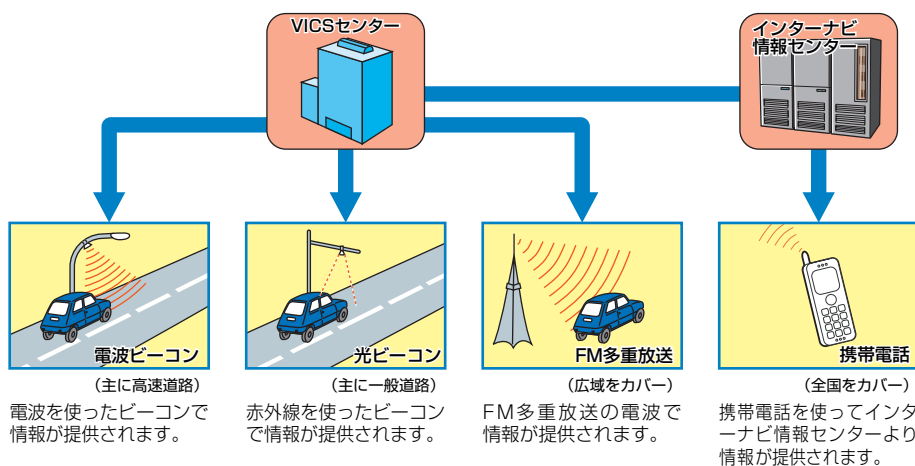 VICSセンター
インターナビ
情報センター
電波ビーコン
(主に高速道路)
電波を使ったビーコンで
情報が提供されます。
光ビーコン
(主に一般道路)
赤外線を使ったビーコン
で情報が提供されます。
FM多重放送
(広域をカバー)
FM多重放送の電波で
情報が提供されます。
携帯電話
(全国をカバー)
携帯電話を使ってインタ
ーナビ情報センターより
情報が提供されます。